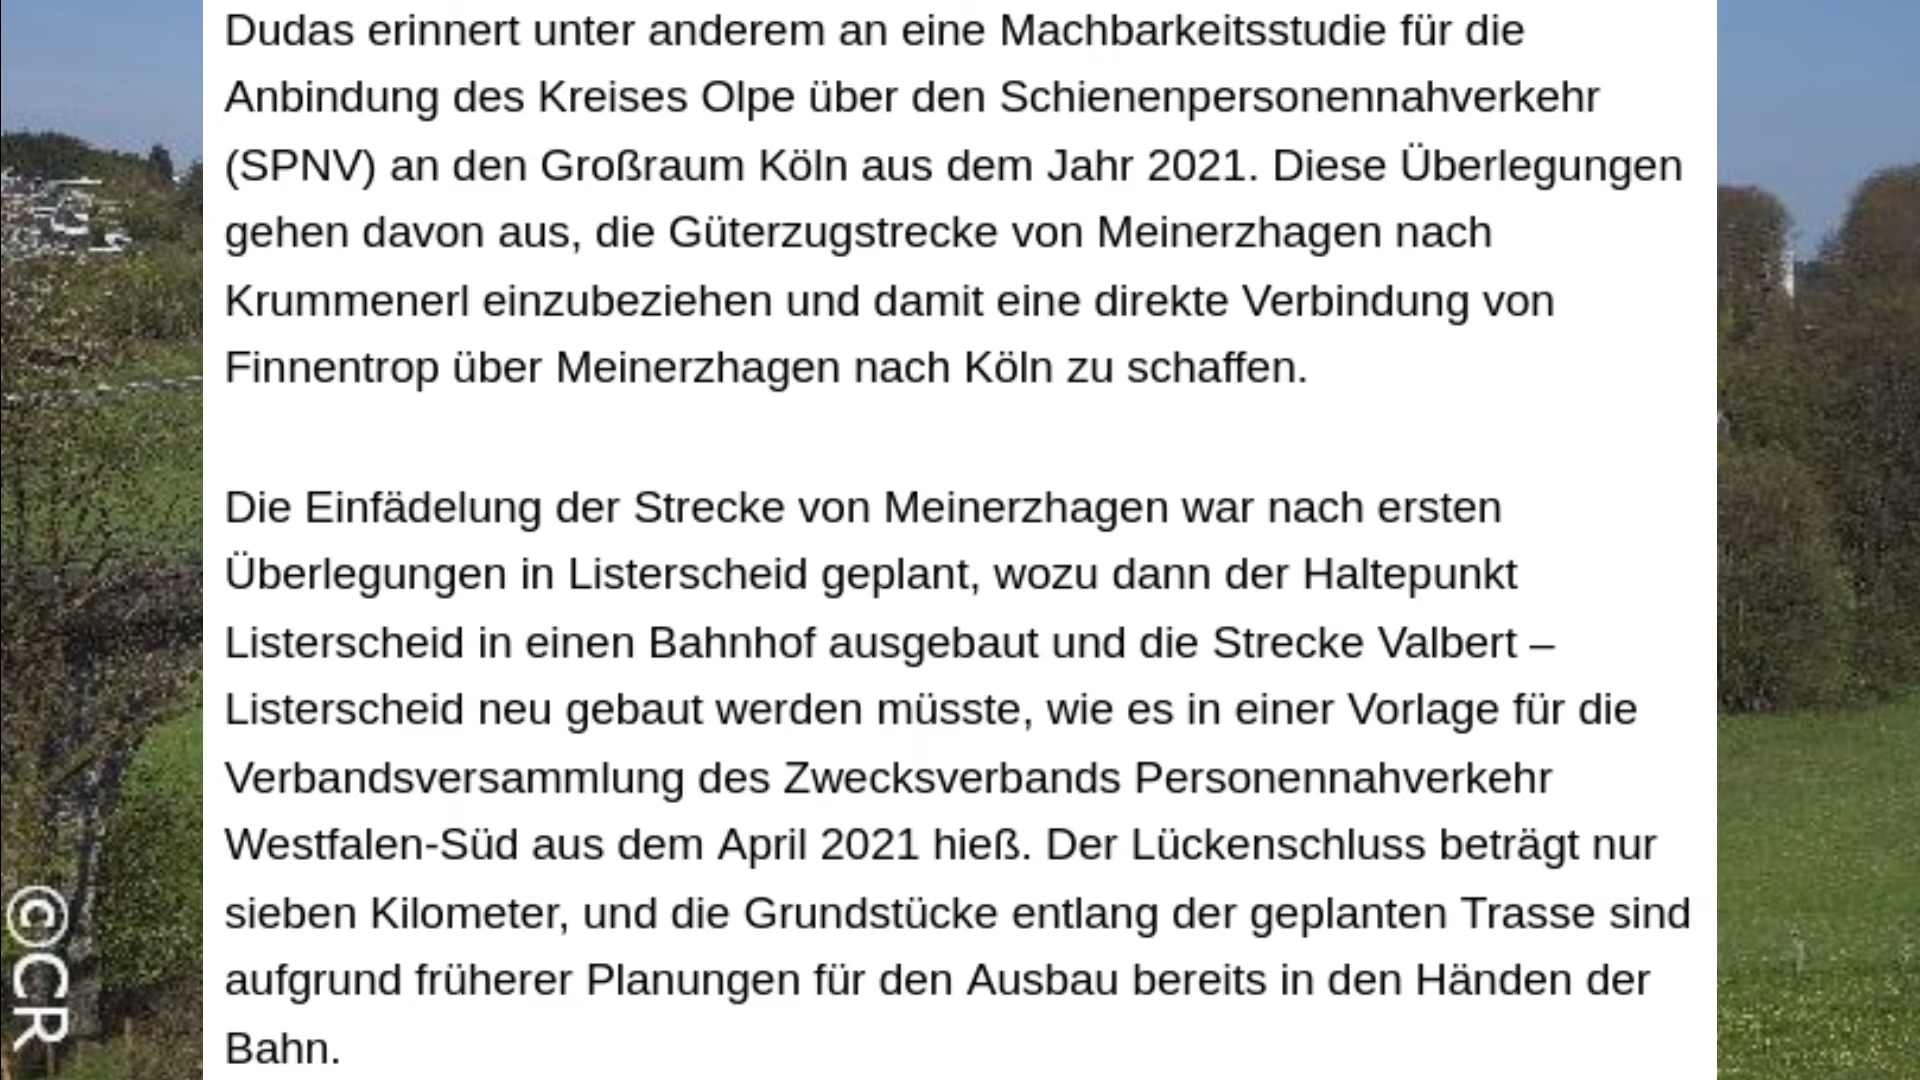 Dudas erinnert unter anderem an eine Machbarkeitsstudie für die
Anbindung des Kreises Olpe über den Schienenpersonennahverkehr
(SPNV) an den Großraum Köln aus dem Jahr 2021. Diese Überlegungen
gehen davon aus, die Güterzugstrecke von Meinerzhagen nach
Krummenerl einzubeziehen und damit eine direkte Verbindung von
Finnentrop über Meinerzhagen nach Köln zu schaffen.
Die Einfädelung der Strecke von Meinerzhagen war nach ersten
Überlegungen in Listerscheid geplant, wozu dann der Haltepunkt
Listerscheid in einen Bahnhof ausgebaut und die Strecke Valbert –
Listerscheid neu gebaut werden müsste, wie es in einer Vorlage für die
Verbandsversammlung des Zwecksverbands Personennahverkehr
Westfalen-Süd aus dem April 2021 hieß. Der Lückenschluss beträgt nur
sieben Kilometer, und die Grundstücke entlang der geplanten Trasse sind
aufgrund früherer Planungen für den Ausbau bereits in den Händen der
Bahn.
©CR